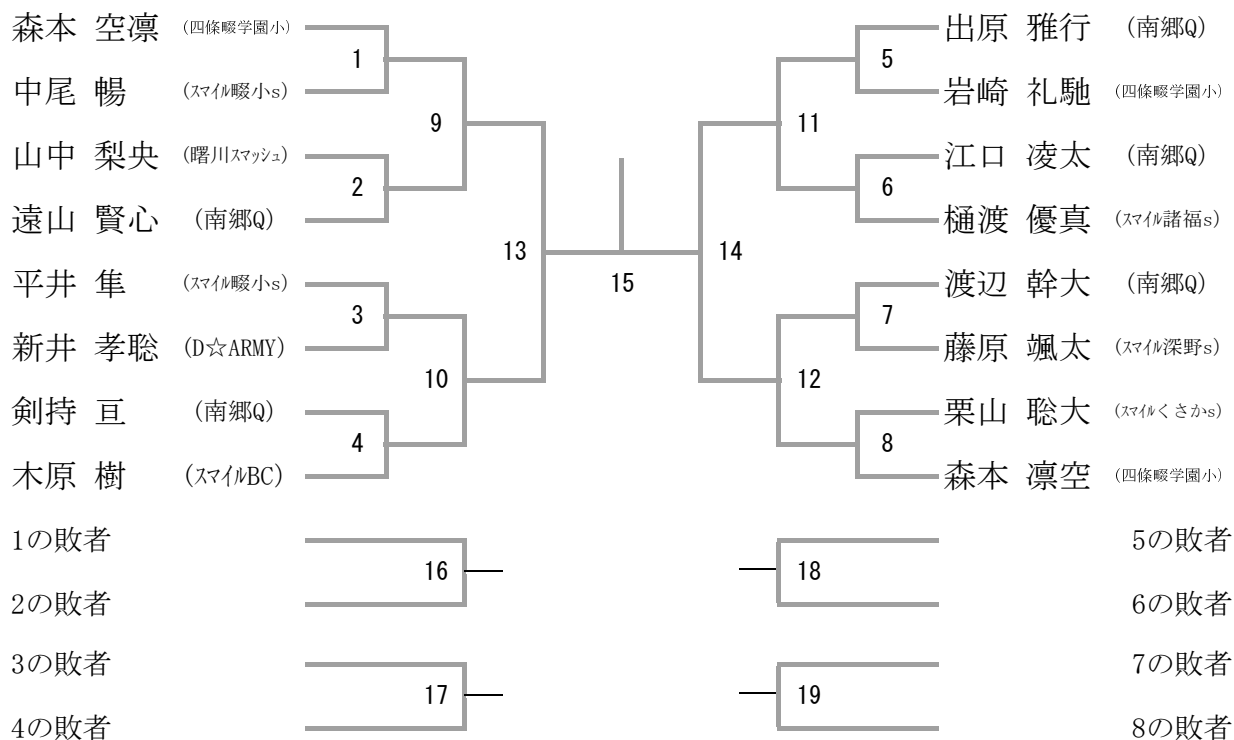 森本 空凛 (四條畷学園小)
1
中尾 暢 (スマイル畷小s)
9
山中 梨央 (曙川スマッシュ)
2
遠山 賢心 (南郷Q)
13
平井 隼 (スマイル畷小s)
3
新井 孝聡 (D☆ARMY)
10
剣持 亘 (南郷Q)
4
木原 樹 (スマイルBC)
15
出原 雅行 (南郷Q)
5
岩崎 礼馳 (四條畷学園小)
11
江口 凌太 (南郷Q)
6
樋渡 優真 (スマイル諸福s)
14
渡辺 幹大 (南郷Q)
7
藤原 颯太 (スマイル深野s)
12
栗山 聡大 (スマイルくさかs)
8
森本 凛空 (四條畷学園小)
1の敗者
16
2の敗者
3の敗者
17
4の敗者
5の敗者
18
6の敗者
7の敗者
19
8の敗者